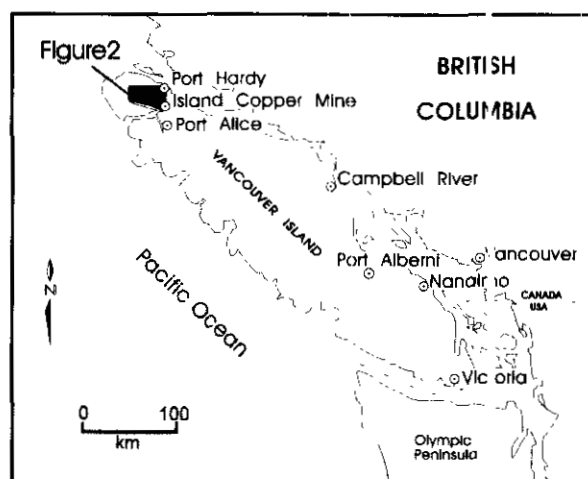 Figure2
Port Hardy
Island Copper Mine
Port Alice
BRITISH
COLUMBIA
VANCOUVER ISLAND
Campbell River
Port Alberni
Vancouver
Nanaimo
CANADA
USA
Pacific Ocean
N
Victoria
0 100
km
Olympic
Peninsula